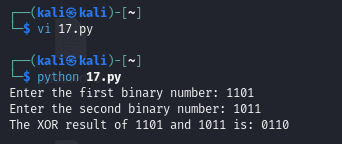 ┌──(kali㉿kali)-[~]
└─$ vi 17.py
┌──(kali㉿kali)-[~]
└─$ python 17.py
Enter the first binary number: 1101
Enter the second binary number: 1011
The XOR result of 1101 and 1011 is: 0110